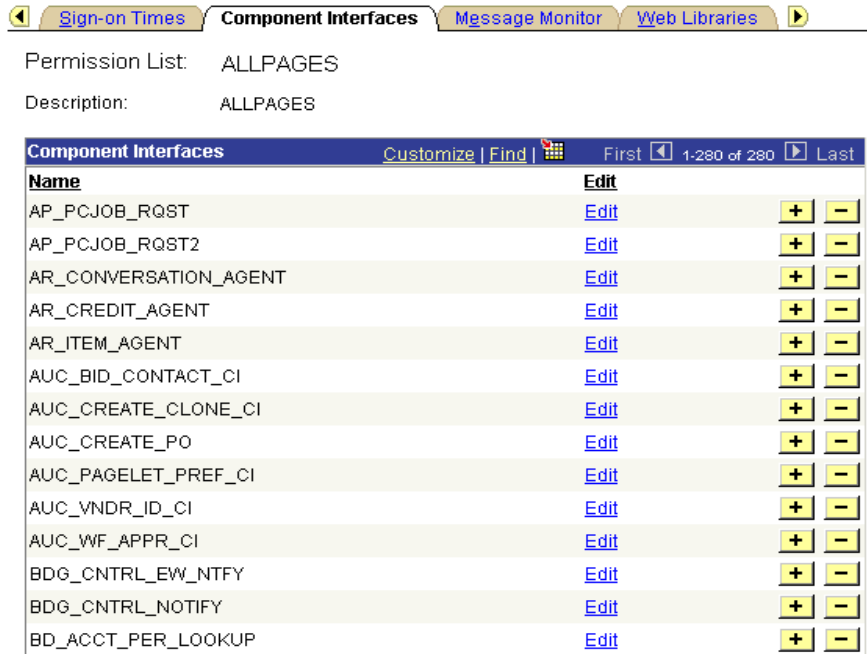 Sign-on Times Component Interfaces Message Monitor Web Libraries
Permission List: ALLPAGES
Description: ALLPAGES
Component Interfaces Customize | Find | First 1-280 of 280 Last
Name Edit
AP_PCJOB_RQST Edit + −
AP_PCJOB_RQST2 Edit + −
AR_CONVERSATION_AGENT Edit + −
AR_CREDIT_AGENT Edit + −
AR_ITEM_AGENT Edit + −
AUC_BID_CONTACT_CI Edit + −
AUC_CREATE_CLONE_CI Edit + −
AUC_CREATE_PO Edit + −
AUC_PAGELET_PREF_CI Edit + −
AUC_VNDR_ID_CI Edit + −
AUC_WF_APPR_CI Edit + −
BDG_CNTRL_EW_NTFY Edit + −
BDG_CNTRL_NOTIFY Edit + −
BD_ACCT_PER_LOOKUP Edit + −